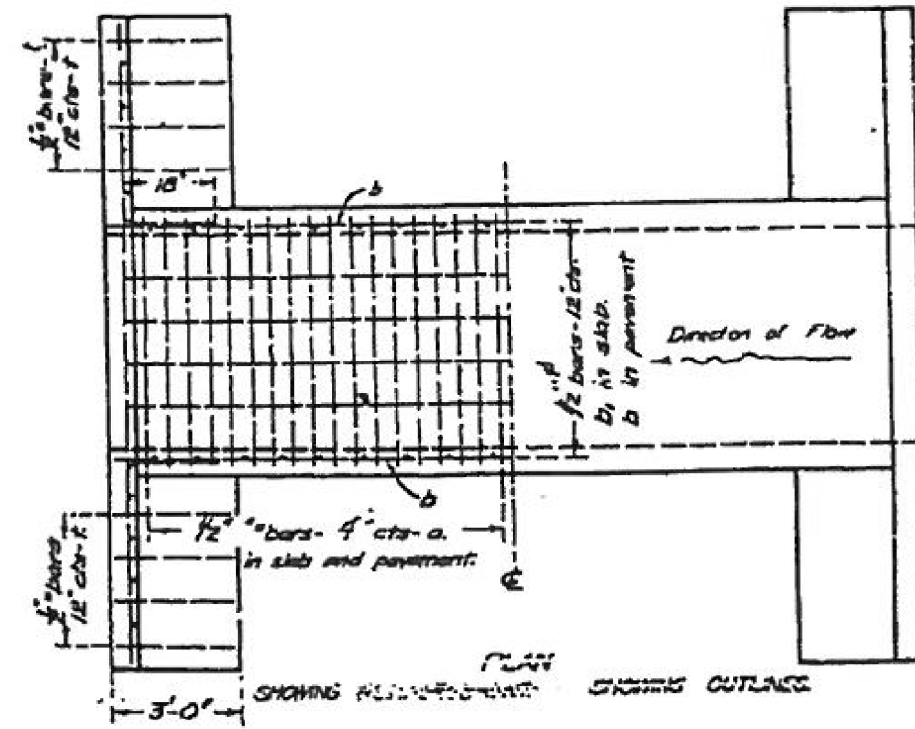 ½" bars-t
12" cts-t
18"
b
½"ᵠ bars-12" cts.
b, in slab.
b in pavement
Direction of Flow
½" bars
12" cts-t.
b
½" ᵠ bars- 4" cts-a.
in slab and pavement.
℄
PLAN
SHOWING
SHOWING OUTLINES
3'-0"